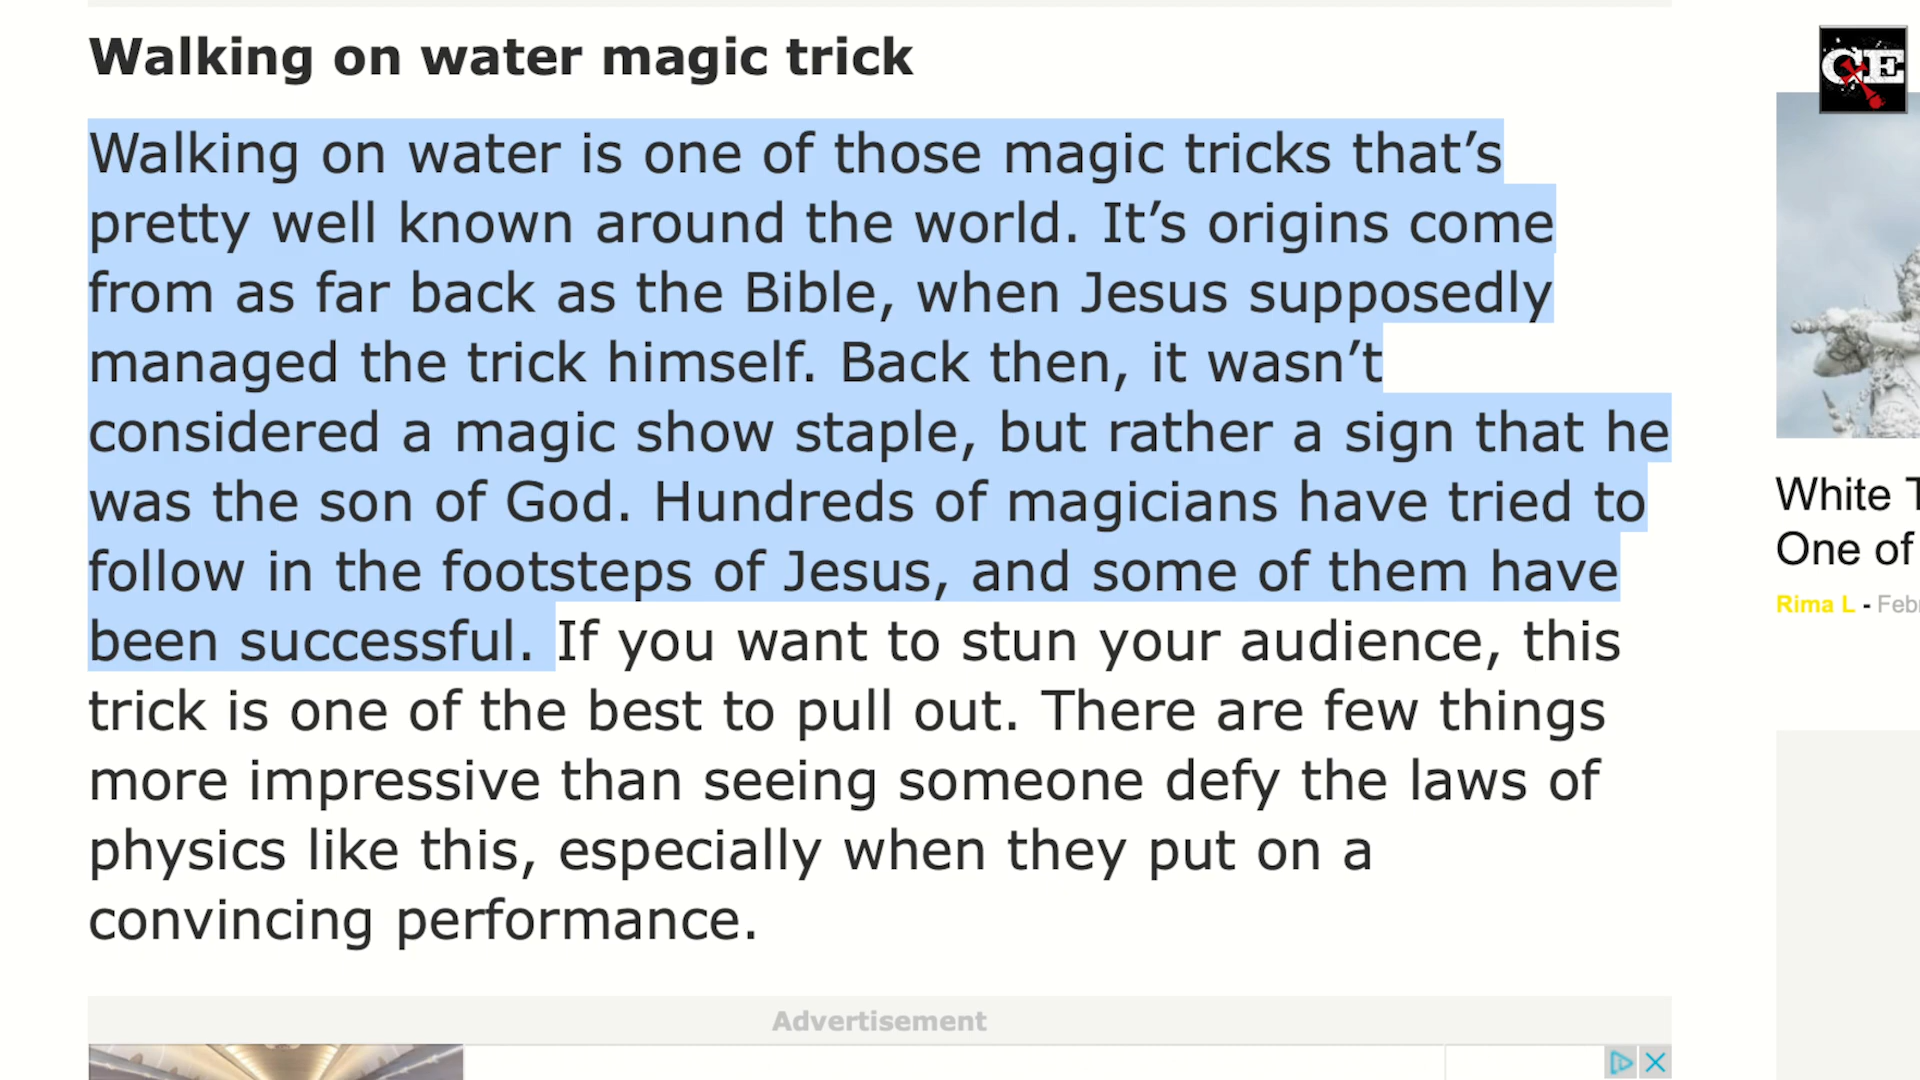 Walking on water magic trick
Walking on water is one of those magic tricks that’s
pretty well known around the world. It’s origins come
from as far back as the Bible, when Jesus supposedly
managed the trick himself. Back then, it wasn’t
considered a magic show staple, but rather a sign that he
was the son of God. Hundreds of magicians have tried to
follow in the footsteps of Jesus, and some of them have
been successful. If you want to stun your audience, this
trick is one of the best to pull out. There are few things
more impressive than seeing someone defy the laws of
physics like this, especially when they put on a
convincing performance.
Advertisement
CE
White
One of
Rima L -